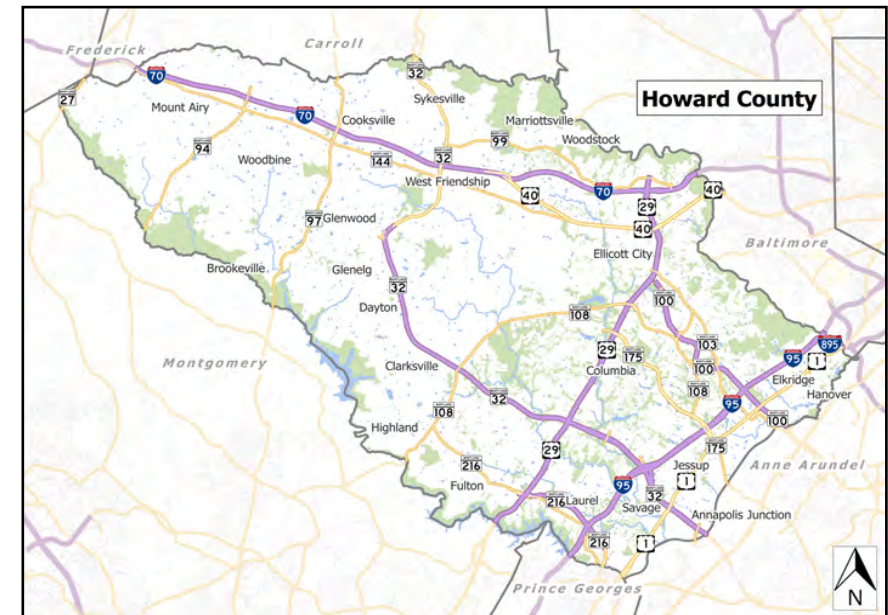 Frederick
Carroll
70
32
27
Mount Airy
Sykesville
Howard County
70
Cooksville
Marriottsville
94
99
Woodstock
Woodbine
144
32
West Friendship
70
40
29
40
97
Glenwood
40
Baltimore
Ellicott City
Brookeville
Glenelg
32
100
Dayton
108
103
895
Montgomery
29
175
95
1
Clarksville
Columbia
100
Elkridge
32
108
Hanover
108
95
100
Highland
175
29
Anne Arundel
216
Jessup
Fulton
95
1
216
Laurel
32
Savage
Annapolis Junction
216
1
Prince Georges
N